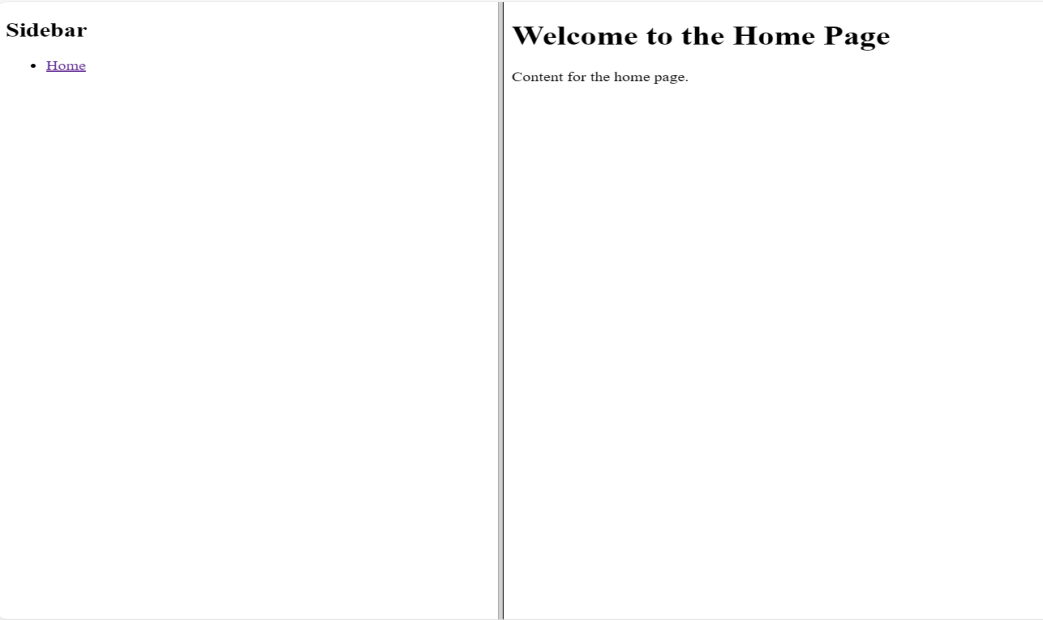 Sidebar
Home
Welcome to the Home Page
Content for the home page.